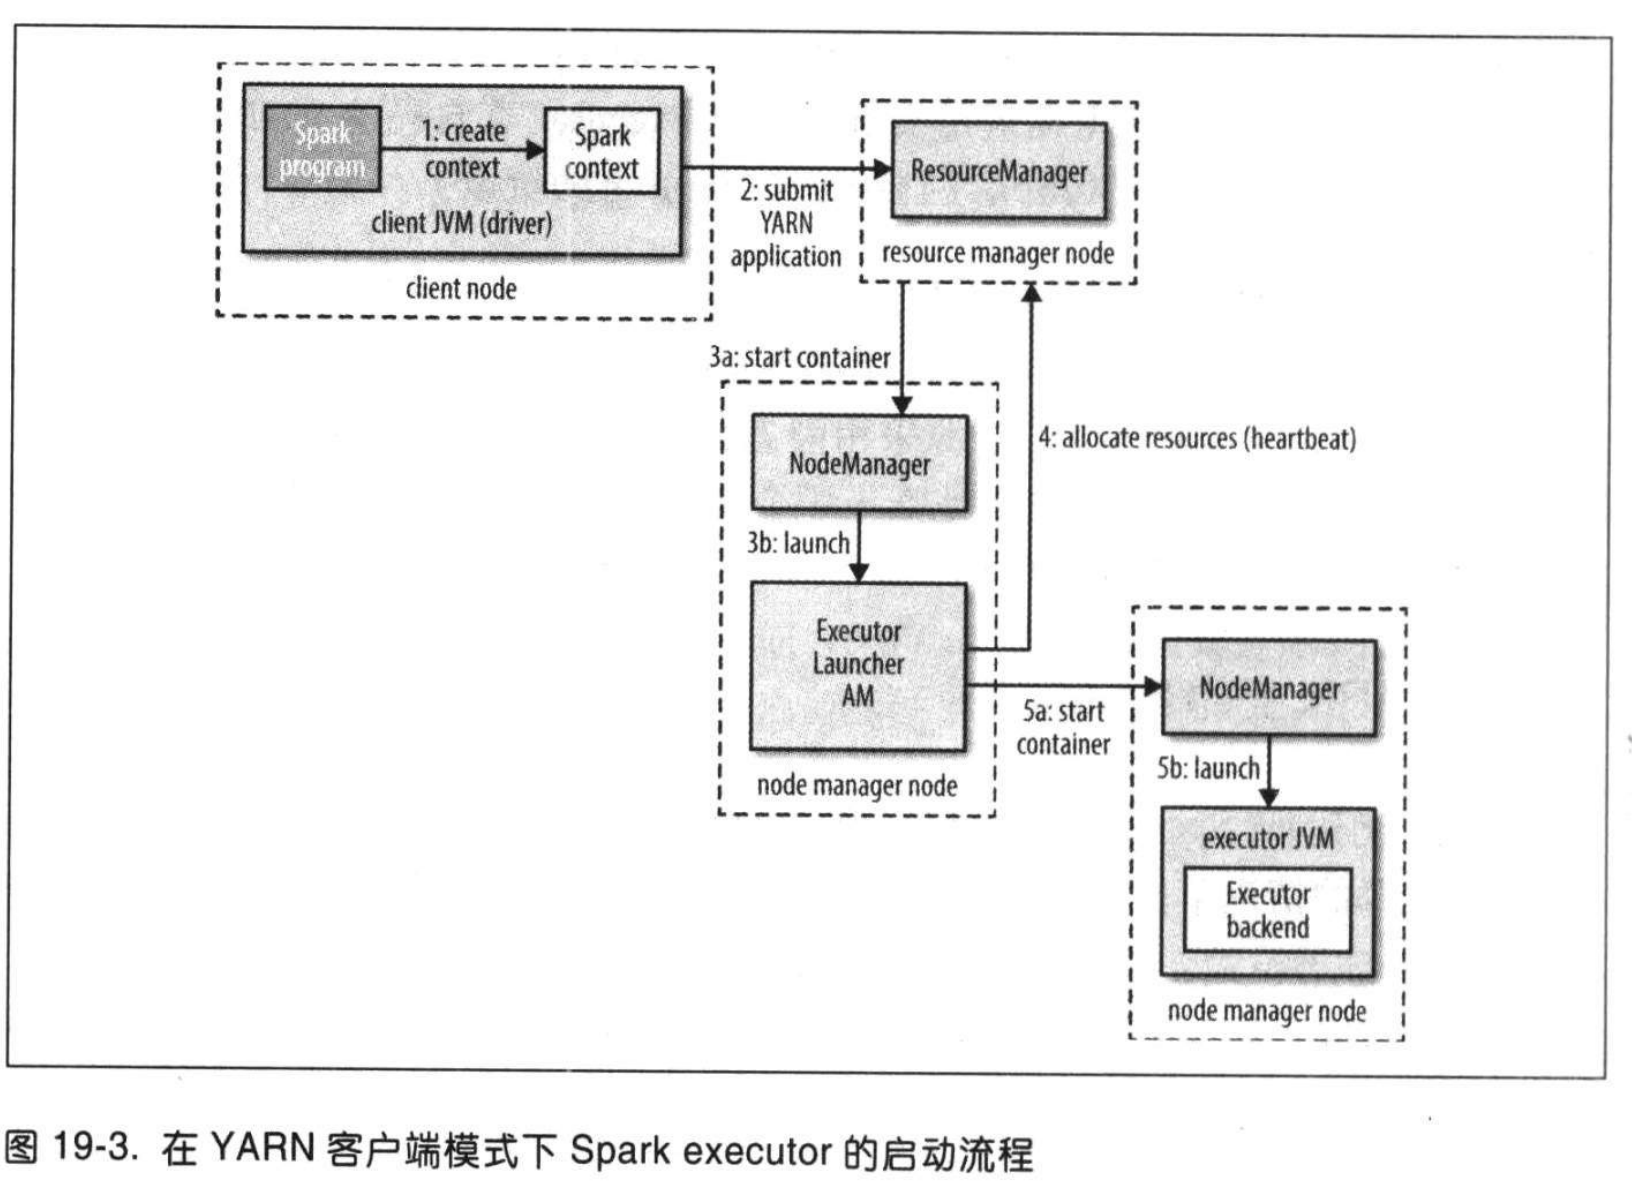 Spark
program
1: create
context
Spark
context
client JVM (driver)
client node
2: submit
YARN
application
ResourceManager
resource manager node
3a: start container
4: allocate resources (heartbeat)
NodeManager
3b: launch
Executor
Launcher
AM
node manager node
5a: start
container
NodeManager
5b: launch
executor JVM
Executor
backend
node manager node
图 19-3. 在 YARN 客户端模式下 Spark executor 的启动流程